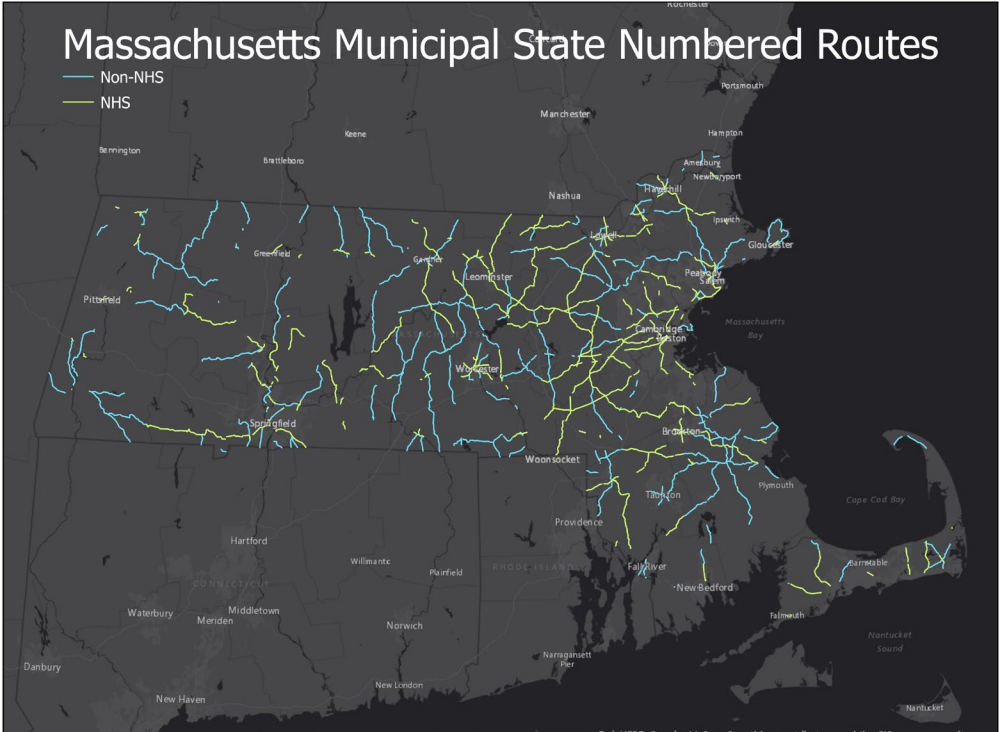 Rochester
Massachusetts Municipal State Numbered Routes
Non-NHS
NHS
Portsmouth
Manchester
Keene
Hampton
Bennington
Brattleboro
Amesbury
Newburyport
Haverhill
Nashua
Ipswich
Lowell
Gloucester
Greenfield
Gardner
Leominster
Peabody
Salem
Pittsfield
Massachusetts
Bay
Cambridge
Boston
MASSACHUSETTS
Worcester
Springfield
Brockton
Woonsocket
Plymouth
Taunton
Cape Cod Bay
Providence
Hartford
Willimantic
Plainfield
RHODE ISLAND
Fall River
Barnstable
CONNECTICUT
New Bedford
Waterbury
Middletown
Meriden
Norwich
Falmouth
Nantucket
Sound
Danbury
Narragansett
Pier
New London
New Haven
Nantucket